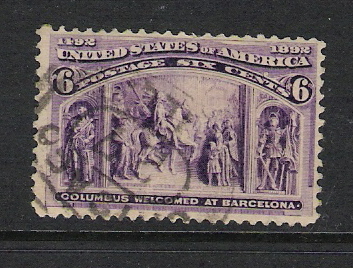 1492 1892
UNITED STATES OF AMERICA
6 POSTAGE SIX CENTS 6
COLUMBUS WELCOMED AT BARCELONA